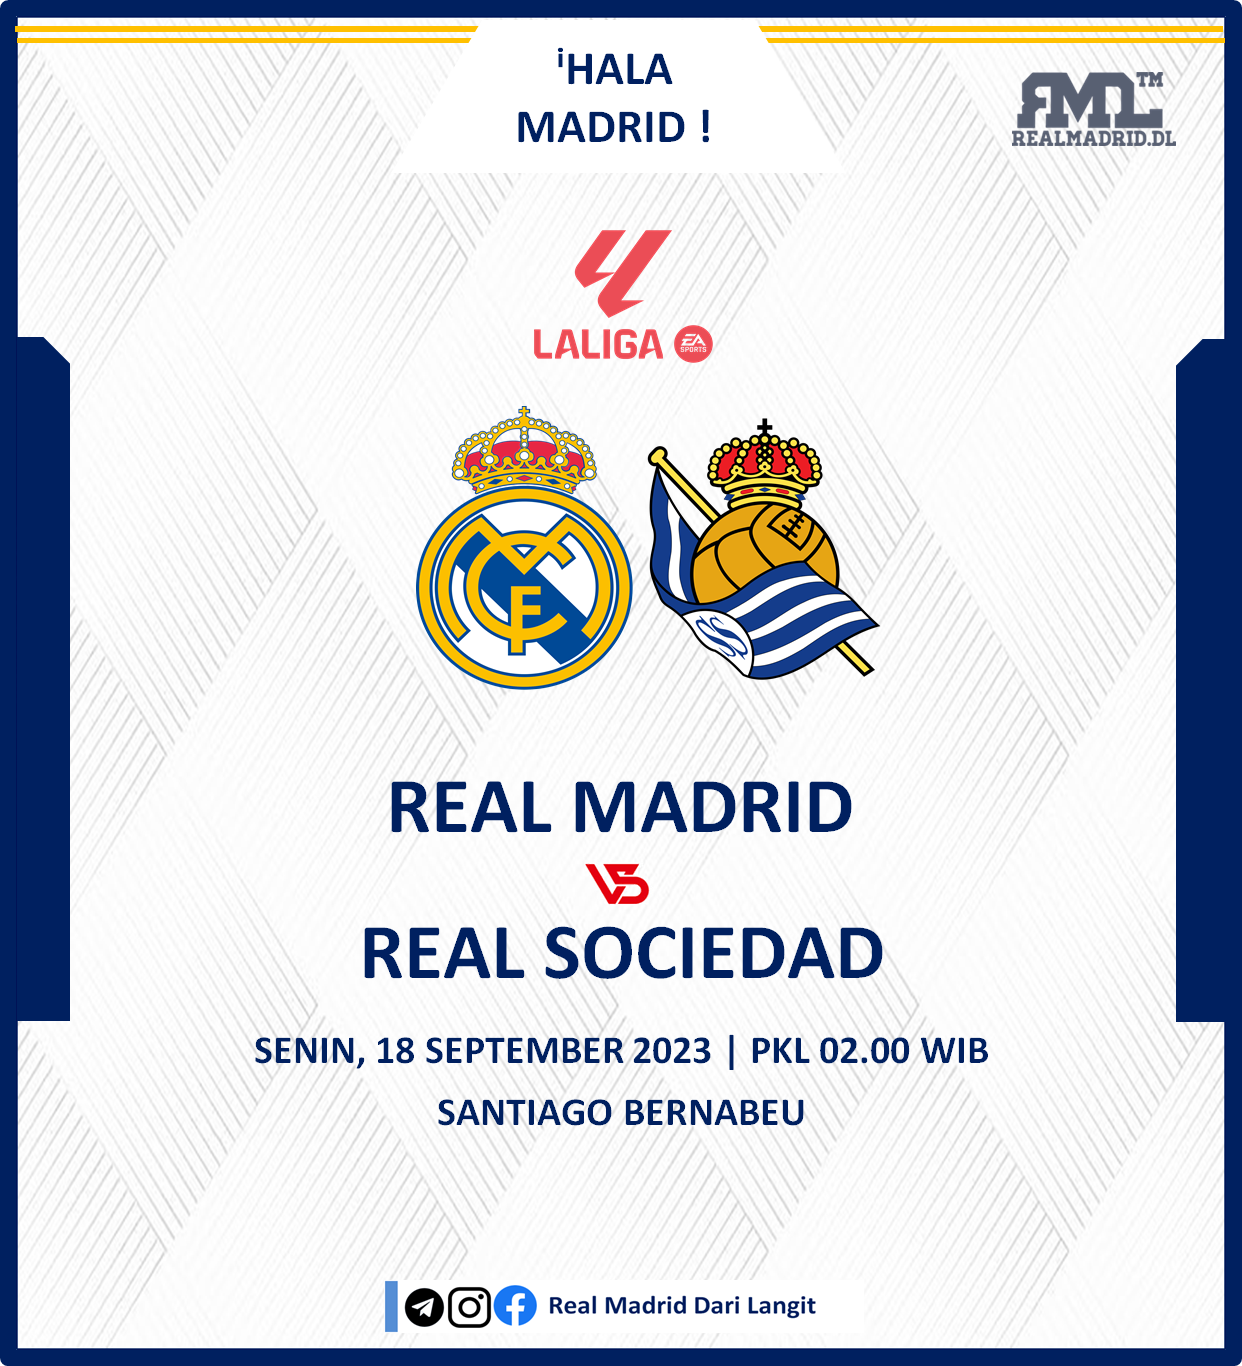 ¡HALA
MADRID !
RMDL™
REALMADRID.DL
LALIGA
EA
SPORTS
REAL MADRID
VS
REAL SOCIEDAD
SENIN, 18 SEPTEMBER 2023 | PKL 02.00 WIB
SANTIAGO BERNABEU
Real Madrid Dari Langit